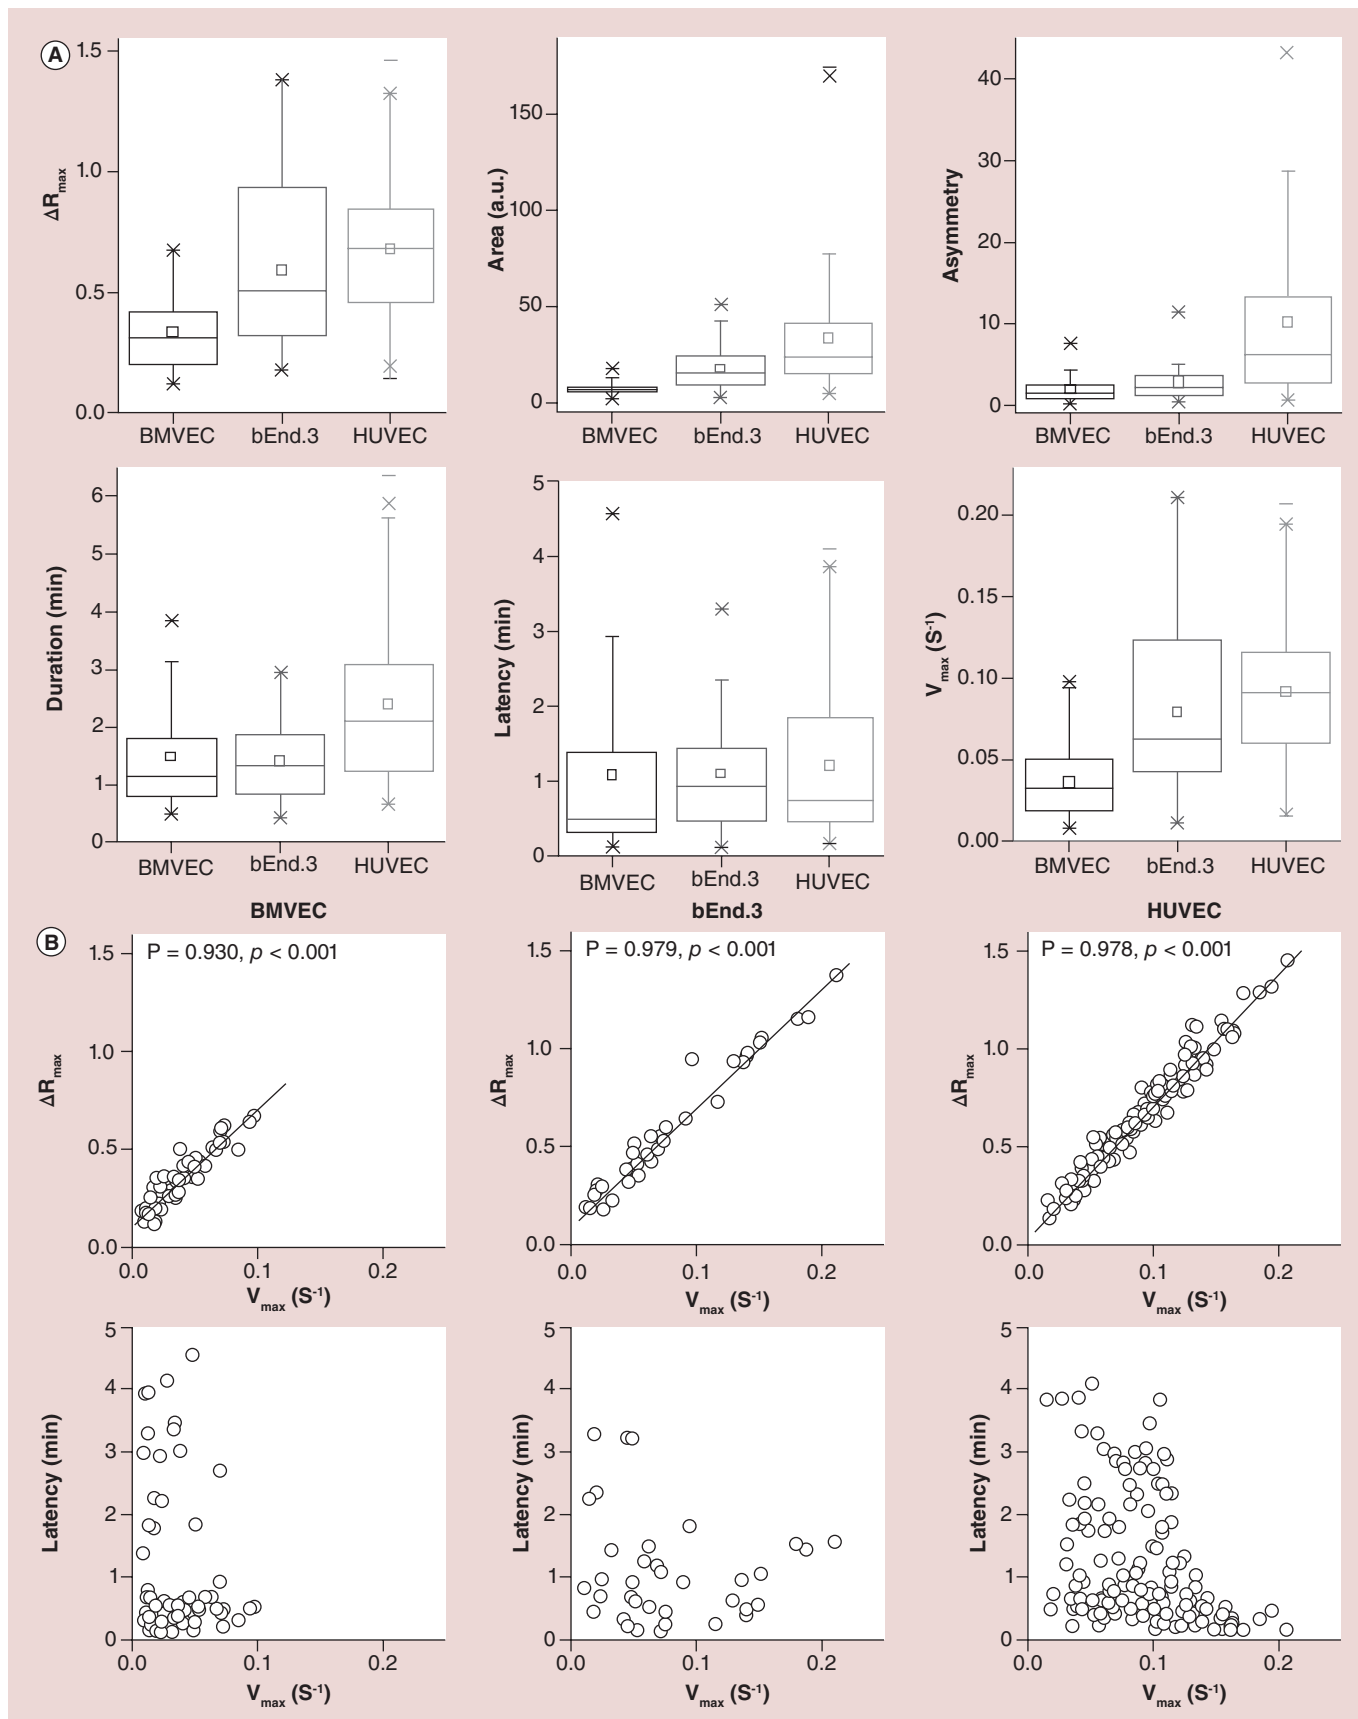 A
1.5
1.0
0.5
0.0
ΔRmax
BMVEC bEnd.3 HUVEC
150
100
50
0
Area (a.u.)
BMVEC bEnd.3 HUVEC
40
30
20
10
0
Asymmetry
BMVEC bEnd.3 HUVEC
6
5
4
3
2
1
0
Duration (min)
BMVEC bEnd.3 HUVEC
5
4
3
2
1
0
Latency (min)
BMVEC bEnd.3 HUVEC
0.20
0.15
0.10
0.05
0.00
Vmax (S-1)
BMVEC bEnd.3 HUVEC
B
BMVEC
P = 0.930, p < 0.001
1.5
1.0
0.5
0.0
ΔRmax
0.0 0.1 0.2
Vmax (S-1)
bEnd.3
P = 0.979, p < 0.001
1.5
1.0
0.5
0.0
ΔRmax
0.0 0.1 0.2
Vmax (S-1)
HUVEC
P = 0.978, p < 0.001
1.5
1.0
0.5
0.0
ΔRmax
0.0 0.1 0.2
Vmax (S-1)
5
4
3
2
1
0
Latency (min)
0.0 0.1 0.2
Vmax (S-1)
5
4
3
2
1
0
Latency (min)
0.0 0.1 0.2
Vmax (S-1)
5
4
3
2
1
0
Latency (min)
0.0 0.1 0.2
Vmax (S-1)